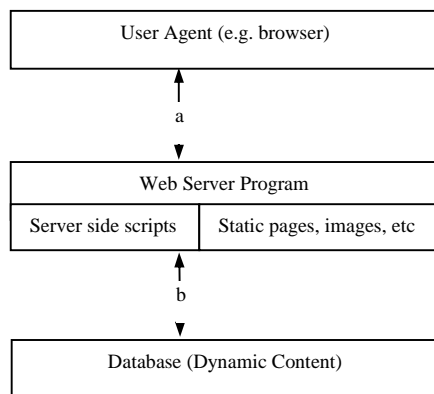 User Agent (e.g. browser)
a
Web Server Program
Server side scripts
Static pages, images, etc
b
Database (Dynamic Content)